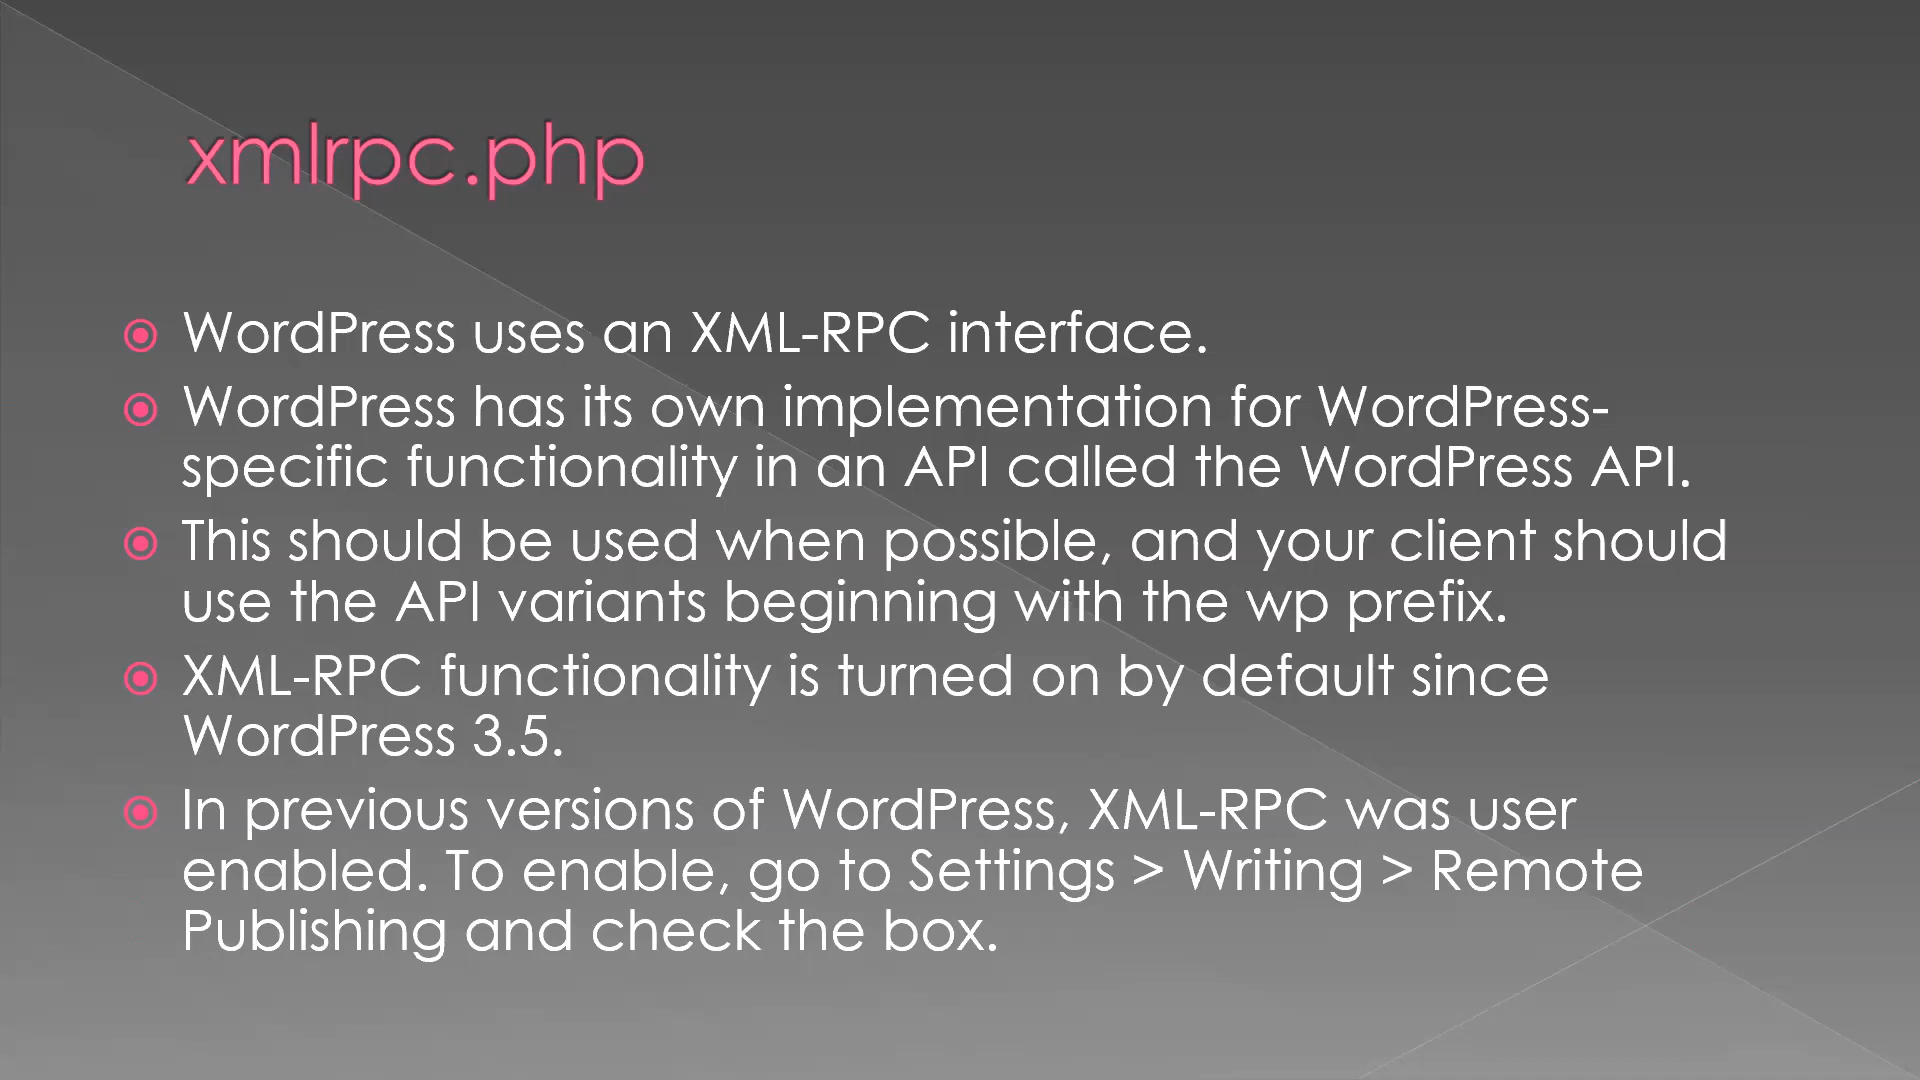 xmlrpc.php
WordPress uses an XML-RPC interface.
WordPress has its own implementation for WordPress-
specific functionality in an API called the WordPress API.
This should be used when possible, and your client should
use the API variants beginning with the wp prefix.
XML-RPC functionality is turned on by default since
WordPress 3.5.
In previous versions of WordPress, XML-RPC was user
enabled. To enable, go to Settings > Writing > Remote
Publishing and check the box.